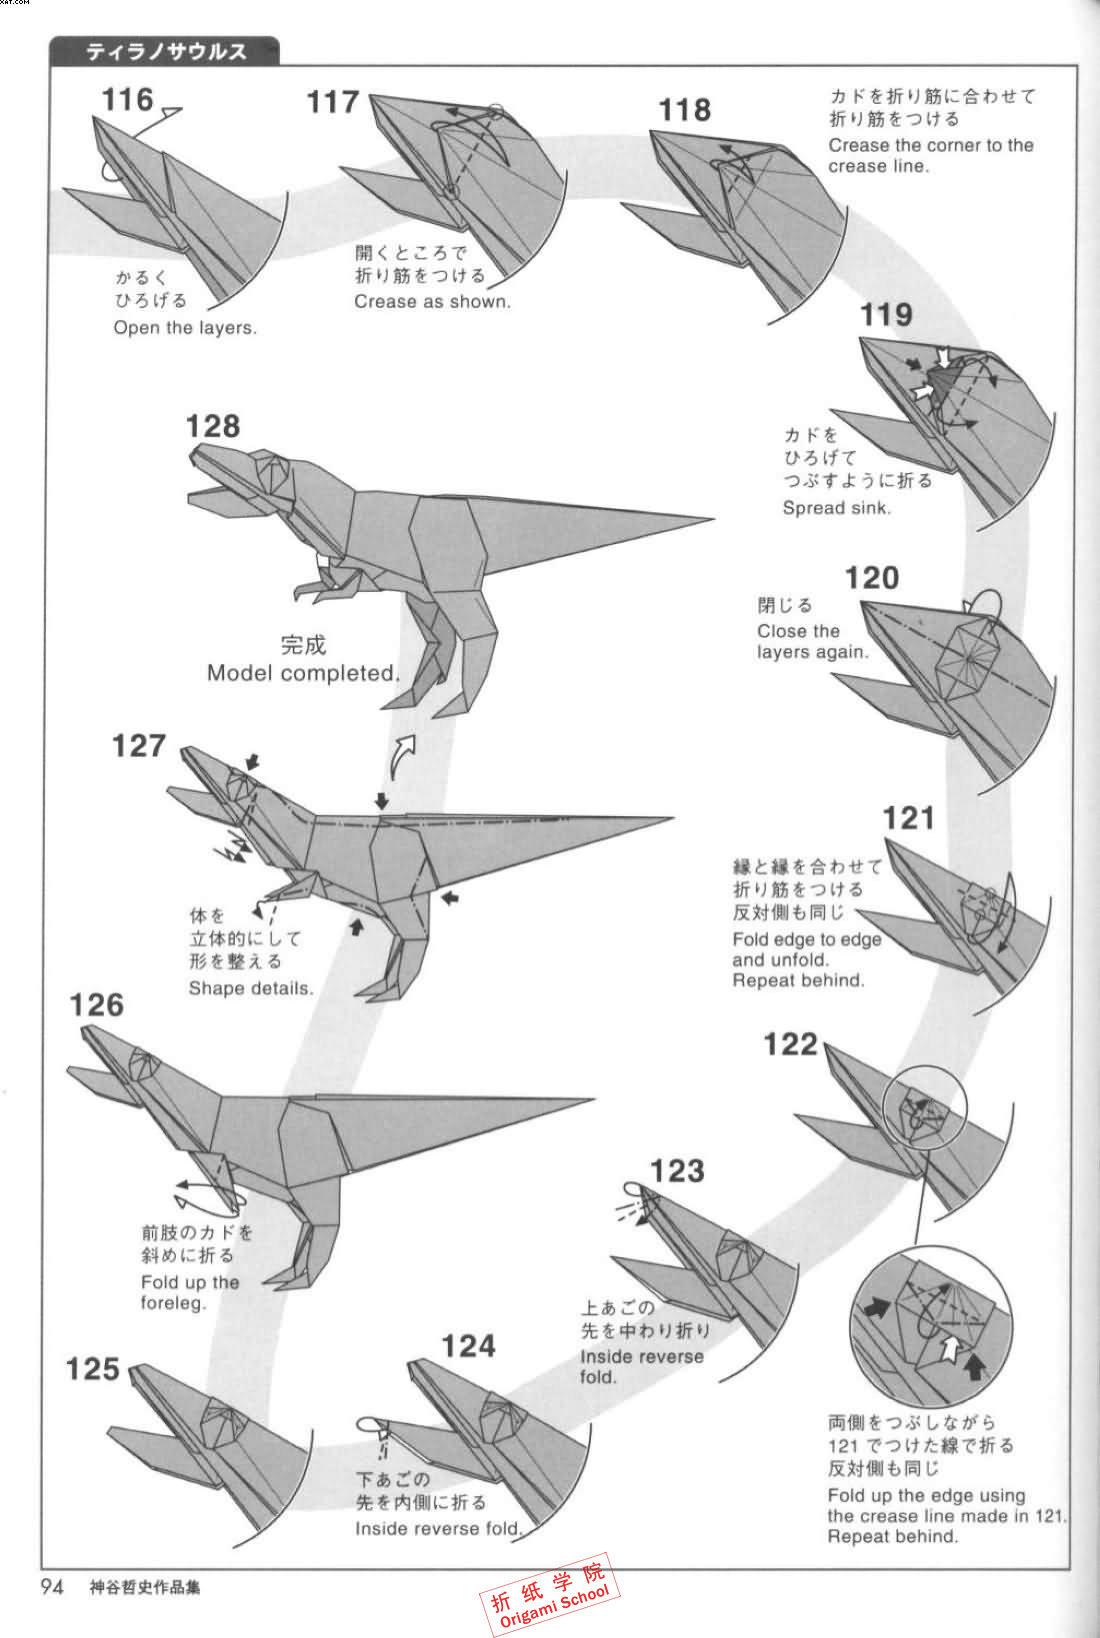 XAT.COM
ティラノサウルス
116
かるく
ひろげる
Open the layers.
117
開くところで
折り筋をつける
Crease as shown.
118
カドを折り筋に合わせて
折り筋をつける
Crease the corner to the
crease line.
119
カドを
ひろげて
つぶすように折る
Spread sink.
120
閉じる
Close the
layers again.
121
縁と縁を合わせて
折り筋をつける
反対側も同じ
Fold edge to edge
and unfold.
Repeat behind.
122
両側をつぶしながら
121 でつけた線で折る
反対側も同じ
Fold up the edge using
the crease line made in 121.
Repeat behind.
123
上あごの
先を中わり折り
Inside reverse
fold.
124
下あごの
先を内側に折る
Inside reverse fold.
125
126
前肢のカドを
斜めに折る
Fold up the
foreleg.
127
体を
立体的にして
形を整える
Shape details.
128
完成
Model completed.
94 神谷哲史作品集
折纸学院
Origami School